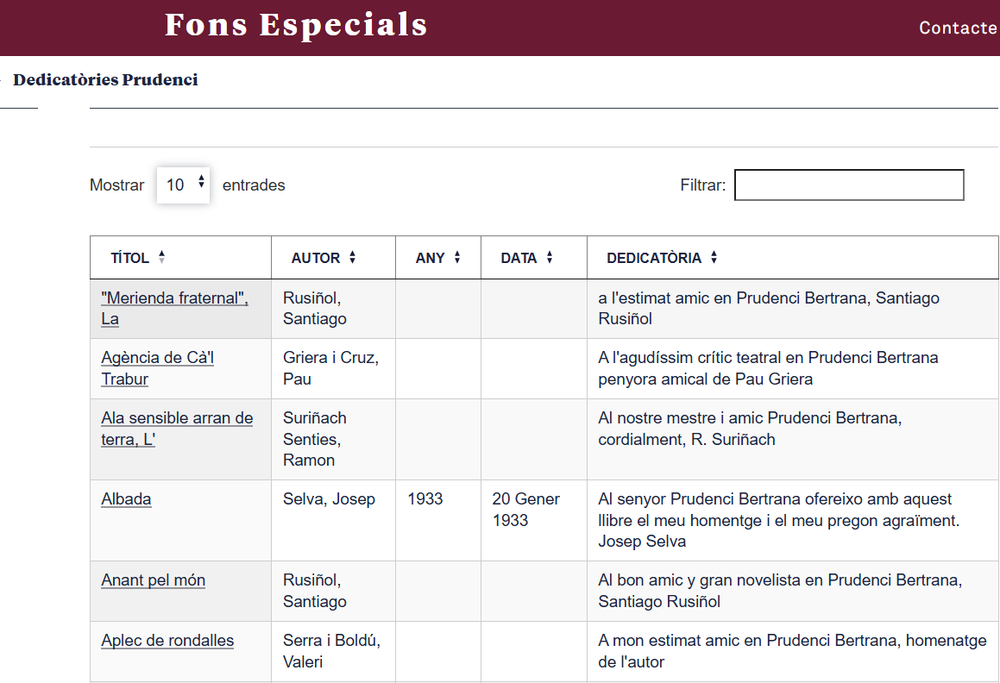 Fons Especials
Contacte
Dedicatòries Prudenci
Mostrar 10 entrades
Filtrar:
TÍTOL AUTOR ANY DATA DEDICATÒRIA
"Merienda fraternal", Rusiñol, a l'estimat amic en Prudenci Bertrana, Santiago
La Santiago Rusiñol
Agència de Cà'l Griera i Cruz, A l'agudíssim crític teatral en Prudenci Bertrana
Trabur Pau penyora amical de Pau Griera
Ala sensible arran de Suriñach Al nostre mestre i amic Prudenci Bertrana,
terra, L' Senties, cordialment, R. Suriñach
Ramon
Albada Selva, Josep 1933 20 Gener Al senyor Prudenci Bertrana ofereixo amb aquest
1933 llibre el meu homentge i el meu pregon agraïment.
Josep Selva
Anant pel món Rusiñol, Al bon amic y gran novelista en Prudenci Bertrana,
Santiago Santiago Rusiñol
Aplec de rondalles Serra i Boldú, A mon estimat amic en Prudenci Bertrana, homenatge
Valeri de l'autor